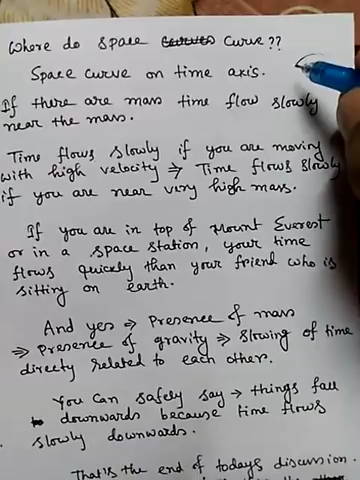 Where do space curve??
Space curve on time axis.
If there are mass time flow slowly
near the mass.
Time flows slowly if you are moving
with high velocity ⇒ Time flows slowly
if you are near very high mass.
If you are in top of Mount Everest
or in a space station, your time
flows quickely than your friend who is
sitting on earth.
And yes ⇒ Presence of mass
⇒ presence of gravity ⇒ slowing of time
directy related to each other.
You can safely say → things fall
downwards because time flows
slowly downwards.
That's the end of todays discussion.